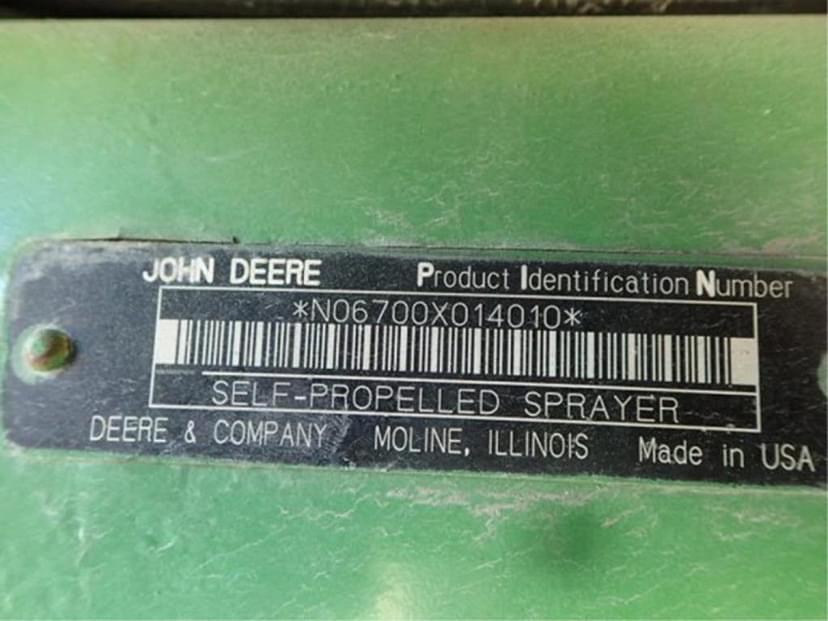 JOHN DEERE Product Identification Number
*N06700X014010*
SELF-PROPELLED SPRAYER
DEERE & COMPANY MOLINE, ILLINOIS Made in USA